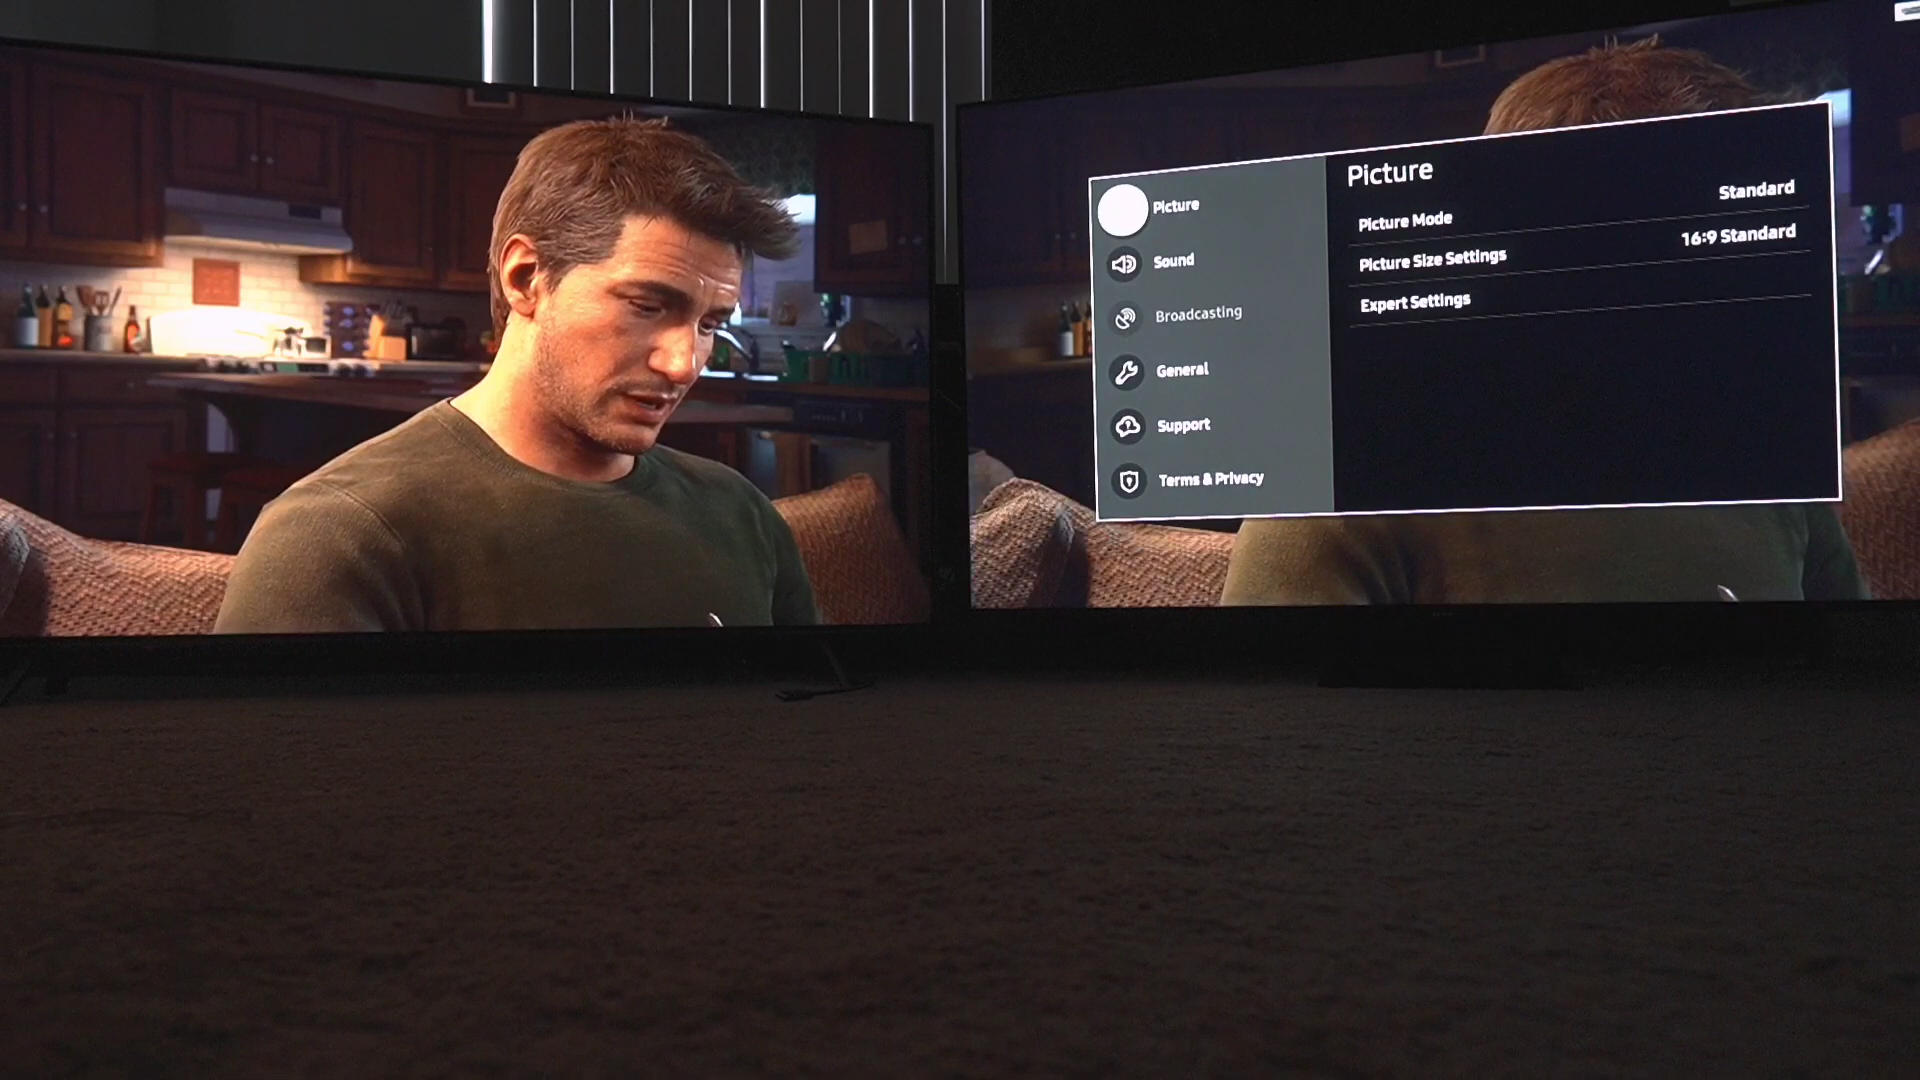 Picture
Sound
Broadcasting
General
Support
Terms & Privacy
Picture
Picture Mode Standard
Picture Size Settings 16:9 Standard
Expert Settings